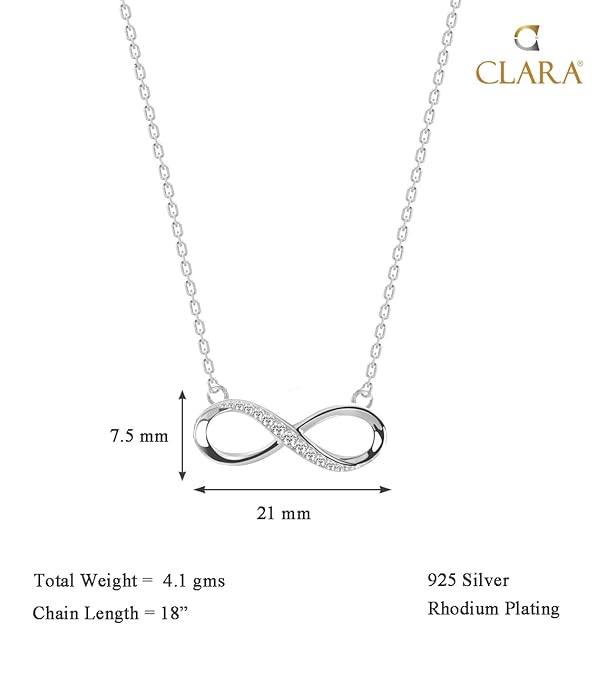 CLARA®
7.5 mm
21 mm
Total Weight = 4.1 gms
Chain Length = 18”
925 Silver
Rhodium Plating